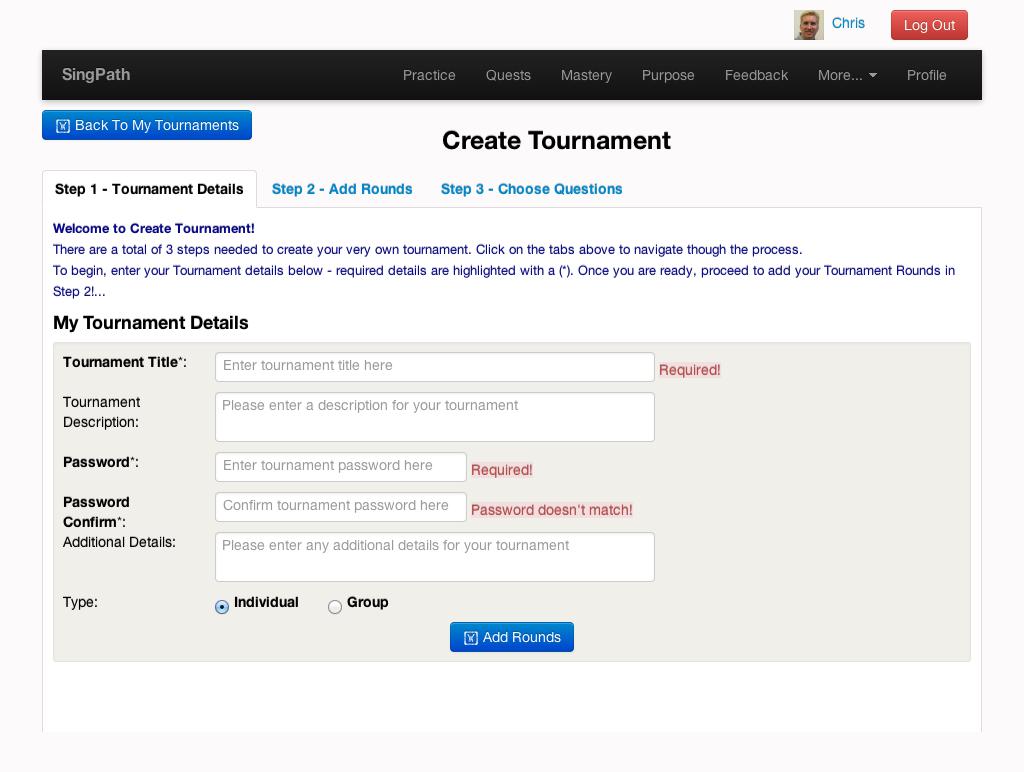 Chris Log Out
SingPath Practice Quests Mastery Purpose Feedback More... Profile
Back To My Tournaments
Create Tournament
Step 1 - Tournament Details Step 2 - Add Rounds Step 3 - Choose Questions
Welcome to Create Tournament!
There are a total of 3 steps needed to create your very own tournament. Click on the tabs above to navigate though the process.
To begin, enter your Tournament details below - required details are highlighted with a (*). Once you are ready, proceed to add your Tournament Rounds in
Step 2!...
My Tournament Details
Tournament Title*: Enter tournament title here Required!
Tournament Please enter a description for your tournament
Description:
Password*: Enter tournament password here Required!
Password Confirm tournament password here Password doesn't match!
Confirm*:
Additional Details: Please enter any additional details for your tournament
Type: Individual Group
Add Rounds